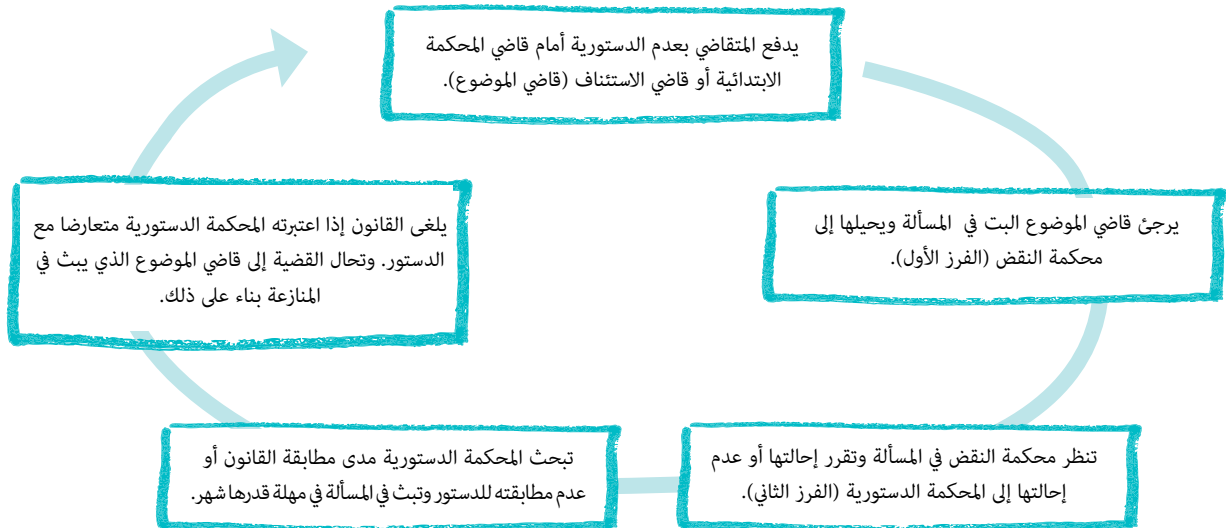 يدفع المتقاضي بعدم الدستورية أمام قاضي المحكمة
الابتدائية أو قاضي الاستئناف (قاضي الموضوع).
يرجئ قاضي الموضوع البت في المسألة ويحيلها إلى
محكمة النقض (الفرز الأول).
تنظر محكمة النقض في المسألة وتقرر إحالتها أو عدم
إحالتها إلى المحكمة الدستورية (الفرز الثاني).
تبحث المحكمة الدستورية مدى مطابقة القانون أو
عدم مطابقته للدستور وتبث في المسألة في مهلة قدرها شهر.
يلغى القانون إذا اعتبرته المحكمة الدستورية متعارضا مع
الدستور. وتحال القضية إلى قاضي الموضوع الذي يبث في
المنازعة بناء على ذلك.